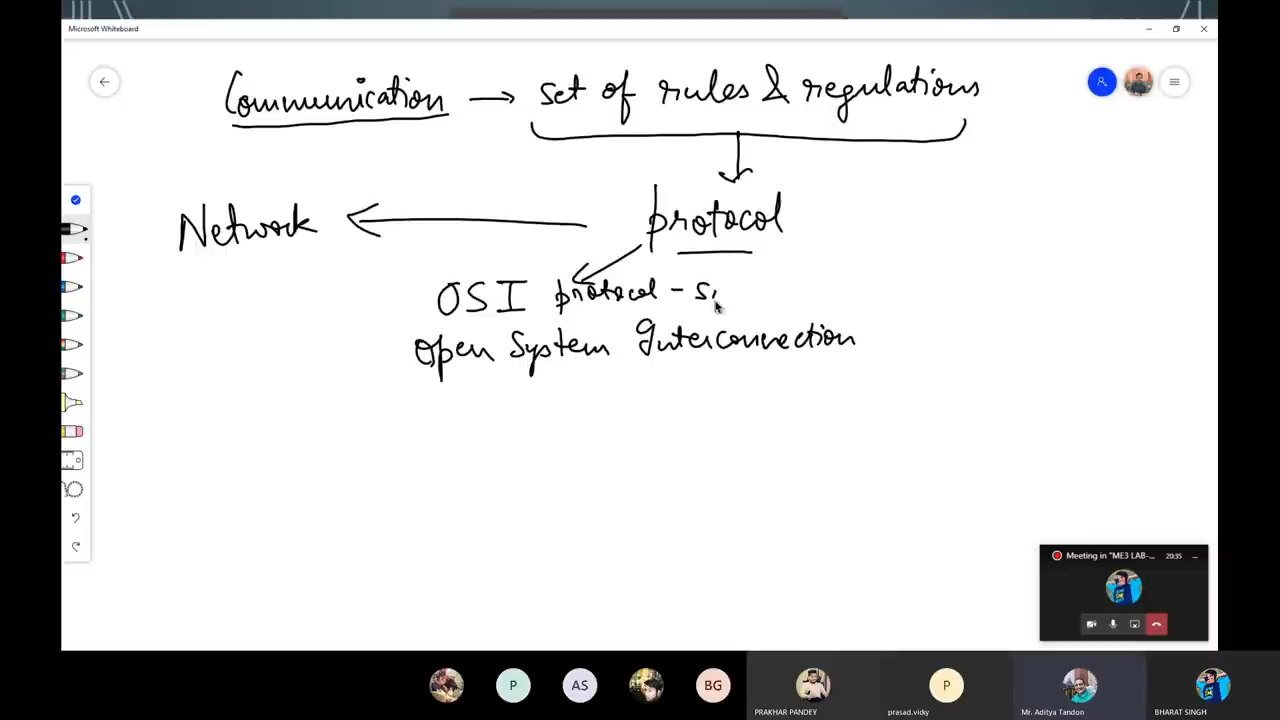 Microsoft Whiteboard
Communication → set of rules & regulations
protocol
Network
OSI protocol -
Open System Interconnection
Meeting in "ME3 LAB-... 20:35
P
AS
BG
P
PRAKHAR PANDEY
prasad.vicky
Mr. Aditya Tandon
BHARAT SINGH